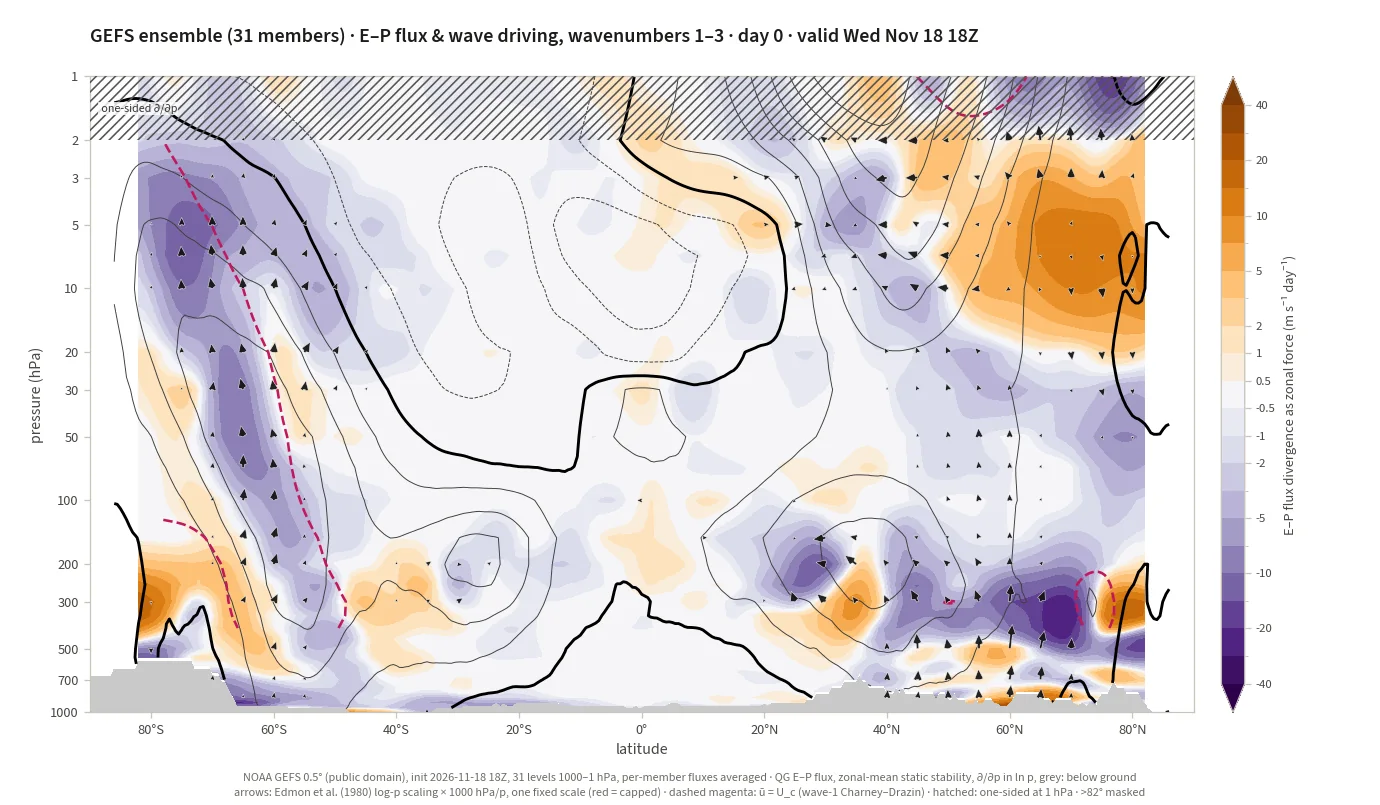 GEFS ensemble (31 members) · E–P flux & wave driving, wavenumbers 1–3 · day 0 · valid Wed Nov 18 18Z
one-sided ∂/∂p
1
2
3
5
10
20
30
50
100
200
300
500
700
1000
pressure (hPa)
80°S
60°S
40°S
20°S
0°
20°N
40°N
60°N
80°N
latitude
40
20
10
5
2
1
0.5
-0.5
-1
-2
-5
-10
-20
-40
E–P flux divergence as zonal force (m s⁻¹ day⁻¹)
NOAA GEFS 0.5° (public domain), init 2026-11-18 18Z, 31 levels 1000–1 hPa, per-member fluxes averaged · QG E–P flux, zonal-mean static stability, ∂/∂p in ln p, grey: below ground
arrows: Edmon et al. (1980) log-p scaling × 1000 hPa/p, one fixed scale (red = capped) · dashed magenta: ū = U_c (wave-1 Charney–Drazin) · hatched: one-sided at 1 hPa · >82° masked